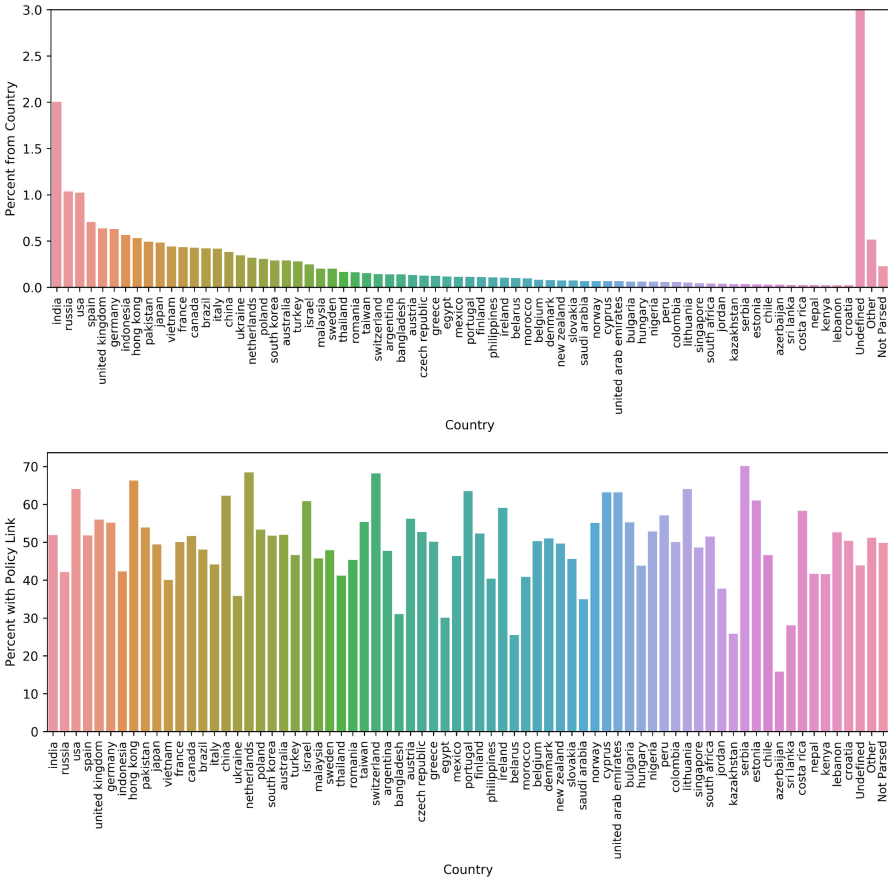 3.0
2.5
2.0
1.5
1.0
0.5
0.0
Percent from Country
india
russia
usa
spain
united kingdom
germany
indonesia
hong kong
pakistan
japan
vietnam
france
canada
brazil
italy
china
ukraine
netherlands
poland
south korea
australia
turkey
israel
malaysia
sweden
thailand
romania
taiwan
switzerland
argentina
bangladesh
austria
czech republic
greece
egypt
mexico
portugal
finland
philippines
ireland
belarus
morocco
belgium
denmark
new zealand
slovakia
saudi arabia
norway
cyprus
united arab emirates
bulgaria
hungary
nigeria
peru
colombia
lithuania
singapore
south africa
jordan
kazakhstan
serbia
estonia
chile
azerbaijan
sri lanka
costa rica
nepal
kenya
lebanon
croatia
Undefined
Other
Not Parsed
Country
70
60
50
40
30
20
10
0
Percent with Policy Link
india
russia
usa
spain
united kingdom
germany
indonesia
hong kong
pakistan
japan
vietnam
france
canada
brazil
italy
china
ukraine
netherlands
poland
south korea
australia
turkey
israel
malaysia
sweden
thailand
romania
taiwan
switzerland
argentina
bangladesh
austria
czech republic
greece
egypt
mexico
portugal
finland
philippines
ireland
belarus
morocco
belgium
denmark
new zealand
slovakia
saudi arabia
norway
cyprus
united arab emirates
bulgaria
hungary
nigeria
peru
colombia
lithuania
singapore
south africa
jordan
kazakhstan
serbia
estonia
chile
azerbaijan
sri lanka
costa rica
nepal
kenya
lebanon
croatia
Undefined
Other
Not Parsed
Country